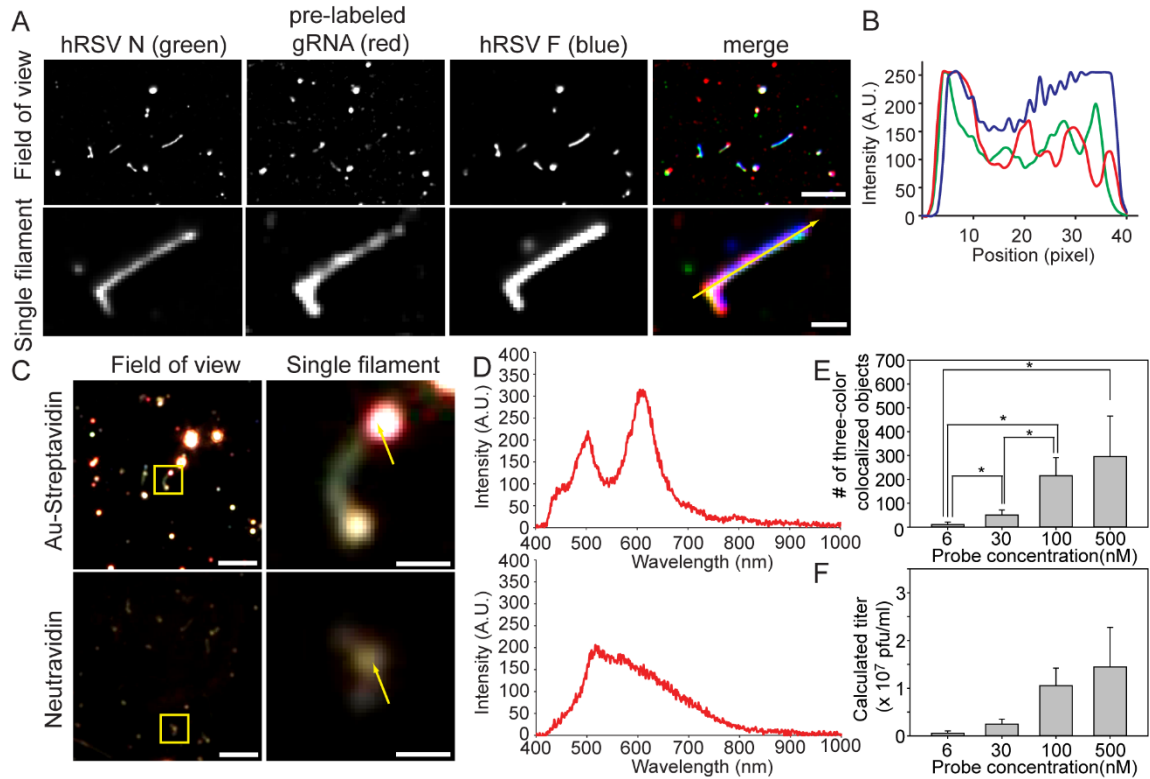 A
hRSV N (green)
pre-labeled
gRNA (red)
hRSV F (blue)
merge
Field of view
Single filament
B
Intensity (A.U.)
250
200
150
100
50
0
10
20
30
40
Position (pixel)
C
Field of view
Single filament
Au-Streptavidin
Neutravidin
D
Intensity (A.U.)
400
350
300
250
200
150
100
50
0
400
500
600
700
800
900
1000
Wavelength (nm)
Intensity (A.U.)
400
350
300
250
200
150
100
50
0
400
500
600
700
800
900
1000
Wavelength (nm)
E
# of three-color
colocalized objects
700
600
500
400
300
200
100
0
*
*
*
*
6
30
100
500
Probe concentration(nM)
F
Calculated titer
(x 10⁷ pfu/ml)
3
2
1
0
6
30
100
500
Probe concentration(nM)